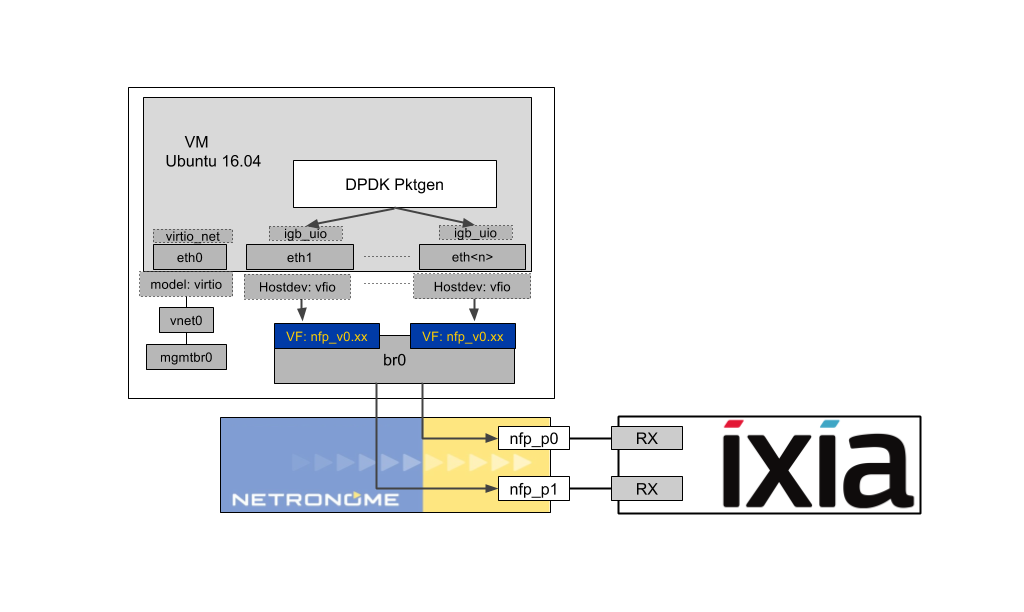 VM
Ubuntu 16.04
DPDK Pktgen
virtio_net
igb_uio
igb_uio
eth0
eth1
eth<n>
model: virtio
Hostdev: vfio
Hostdev: vfio
vnet0
mgmtbr0
VF: nfp_v0.xx
VF: nfp_v0.xx
br0
nfp_p0
RX
nfp_p1
RX
NETRONOME
ixia